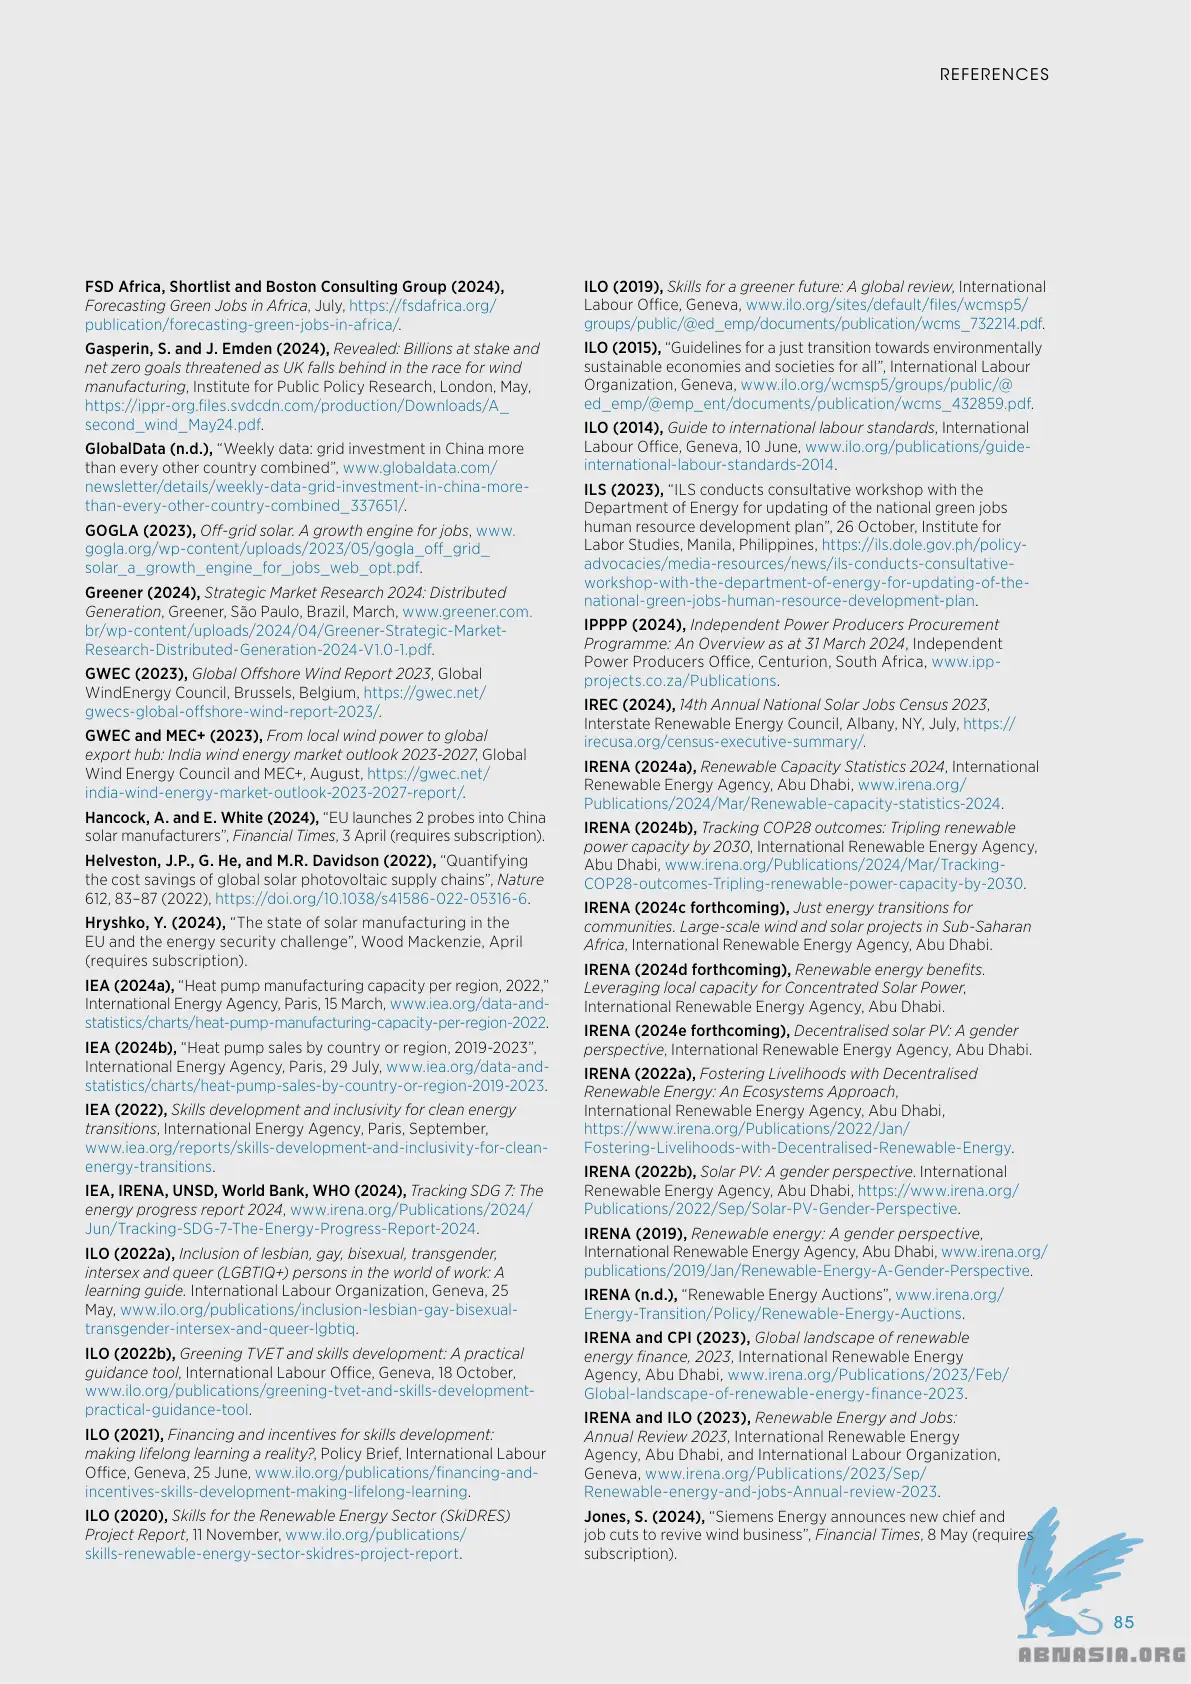 REFERENCES
FSD Africa, Shortlist and Boston Consulting Group (2024),
Forecasting Green Jobs in Africa, July, https://fsdafrica.org/
publication/forecasting-green-jobs-in-africa/.
Gasperin, S. and J. Emden (2024), Revealed: Billions at stake and
net zero goals threatened as UK falls behind in the race for wind
manufacturing, Institute for Public Policy Research, London, May,
https://ippr-org.files.svdcdn.com/production/Downloads/A_
second_wind_May24.pdf.
GlobalData (n.d.), “Weekly data: grid investment in China more
than every other country combined”, www.globaldata.com/
newsletter/details/weekly-data-grid-investment-in-china-more-
than-every-other-country-combined_337651/.
GOGLA (2023), Off-grid solar. A growth engine for jobs, www.
gogla.org/wp-content/uploads/2023/05/gogla_off_grid_
solar_a_growth_engine_for_jobs_web_opt.pdf.
Greener (2024), Strategic Market Research 2024: Distributed
Generation, Greener, São Paulo, Brazil, March, www.greener.com.
br/wp-content/uploads/2024/04/Greener-Strategic-Market-
Research-Distributed-Generation-2024-V1.0-1.pdf.
GWEC (2023), Global Offshore Wind Report 2023, Global
WindEnergy Council, Brussels, Belgium, https://gwec.net/
gwecs-global-offshore-wind-report-2023/.
GWEC and MEC+ (2023), From local wind power to global
export hub: India wind energy market outlook 2023-2027, Global
Wind Energy Council and MEC+, August, https://gwec.net/
india-wind-energy-market-outlook-2023-2027-report/.
Hancock, A. and E. White (2024), “EU launches 2 probes into China
solar manufacturers”, Financial Times, 3 April (requires subscription).
Helveston, J.P., G. He, and M.R. Davidson (2022), “Quantifying
the cost savings of global solar photovoltaic supply chains”, Nature
612, 83–87 (2022), https://doi.org/10.1038/s41586-022-05316-6.
Hryshko, Y. (2024), “The state of solar manufacturing in the
EU and the energy security challenge”, Wood Mackenzie, April
(requires subscription).
IEA (2024a), “Heat pump manufacturing capacity per region, 2022,”
International Energy Agency, Paris, 15 March, www.iea.org/data-and-
statistics/charts/heat-pump-manufacturing-capacity-per-region-2022.
IEA (2024b), “Heat pump sales by country or region, 2019-2023”,
International Energy Agency, Paris, 29 July, www.iea.org/data-and-
statistics/charts/heat-pump-sales-by-country-or-region-2019-2023.
IEA (2022), Skills development and inclusivity for clean energy
transitions, International Energy Agency, Paris, September,
www.iea.org/reports/skills-development-and-inclusivity-for-clean-
energy-transitions.
IEA, IRENA, UNSD, World Bank, WHO (2024), Tracking SDG 7: The
energy progress report 2024, www.irena.org/Publications/2024/
Jun/Tracking-SDG-7-The-Energy-Progress-Report-2024.
ILO (2022a), Inclusion of lesbian, gay, bisexual, transgender,
intersex and queer (LGBTIQ+) persons in the world of work: A
learning guide. International Labour Organization, Geneva, 25
May, www.ilo.org/publications/inclusion-lesbian-gay-bisexual-
transgender-intersex-and-queer-lgbtiq.
ILO (2022b), Greening TVET and skills development: A practical
guidance tool, International Labour Office, Geneva, 18 October,
www.ilo.org/publications/greening-tvet-and-skills-development-
practical-guidance-tool.
ILO (2021), Financing and incentives for skills development:
making lifelong learning a reality?, Policy Brief, International Labour
Office, Geneva, 25 June, www.ilo.org/publications/financing-and-
incentives-skills-development-making-lifelong-learning.
ILO (2020), Skills for the Renewable Energy Sector (SkiDRES)
Project Report, 11 November, www.ilo.org/publications/
skills-renewable-energy-sector-skidres-project-report.
ILO (2019), Skills for a greener future: A global review, International
Labour Office, Geneva, www.ilo.org/sites/default/files/wcmsp5/
groups/public/@ed_emp/documents/publication/wcms_732214.pdf.
ILO (2015), “Guidelines for a just transition towards environmentally
sustainable economies and societies for all”, International Labour
Organization, Geneva, www.ilo.org/wcmsp5/groups/public/@
ed_emp/@emp_ent/documents/publication/wcms_432859.pdf.
ILO (2014), Guide to international labour standards, International
Labour Office, Geneva, 10 June, www.ilo.org/publications/guide-
international-labour-standards-2014.
ILS (2023), “ILS conducts consultative workshop with the
Department of Energy for updating of the national green jobs
human resource development plan”, 26 October, Institute for
Labor Studies, Manila, Philippines, https://ils.dole.gov.ph/policy-
advocacies/media-resources/news/ils-conducts-consultative-
workshop-with-the-department-of-energy-for-updating-of-the-
national-green-jobs-human-resource-development-plan.
IPPPP (2024), Independent Power Producers Procurement
Programme: An Overview as at 31 March 2024, Independent
Power Producers Office, Centurion, South Africa, www.ipp-
projects.co.za/Publications.
IREC (2024), 14th Annual National Solar Jobs Census 2023,
Interstate Renewable Energy Council, Albany, NY, July, https://
irecusa.org/census-executive-summary/.
IRENA (2024a), Renewable Capacity Statistics 2024, International
Renewable Energy Agency, Abu Dhabi, www.irena.org/
Publications/2024/Mar/Renewable-capacity-statistics-2024.
IRENA (2024b), Tracking COP28 outcomes: Tripling renewable
power capacity by 2030, International Renewable Energy Agency,
Abu Dhabi, www.irena.org/Publications/2024/Mar/Tracking-
COP28-outcomes-Tripling-renewable-power-capacity-by-2030.
IRENA (2024c forthcoming), Just energy transitions for
communities. Large-scale wind and solar projects in Sub-Saharan
Africa, International Renewable Energy Agency, Abu Dhabi.
IRENA (2024d forthcoming), Renewable energy benefits.
Leveraging local capacity for Concentrated Solar Power,
International Renewable Energy Agency, Abu Dhabi.
IRENA (2024e forthcoming), Decentralised solar PV: A gender
perspective, International Renewable Energy Agency, Abu Dhabi.
IRENA (2022a), Fostering Livelihoods with Decentralised
Renewable Energy: An Ecosystems Approach,
International Renewable Energy Agency, Abu Dhabi,
https://www.irena.org/Publications/2022/Jan/
Fostering-Livelihoods-with-Decentralised-Renewable-Energy.
IRENA (2022b), Solar PV: A gender perspective. International
Renewable Energy Agency, Abu Dhabi, https://www.irena.org/
Publications/2022/Sep/Solar-PV-Gender-Perspective.
IRENA (2019), Renewable energy: A gender perspective,
International Renewable Energy Agency, Abu Dhabi, www.irena.org/
publications/2019/Jan/Renewable-Energy-A-Gender-Perspective.
IRENA (n.d.), “Renewable Energy Auctions”, www.irena.org/
Energy-Transition/Policy/Renewable-Energy-Auctions.
IRENA and CPI (2023), Global landscape of renewable
energy finance, 2023, International Renewable Energy
Agency, Abu Dhabi, www.irena.org/Publications/2023/Feb/
Global-landscape-of-renewable-energy-finance-2023.
IRENA and ILO (2023), Renewable Energy and Jobs:
Annual Review 2023, International Renewable Energy
Agency, Abu Dhabi, and International Labour Organization,
Geneva, www.irena.org/Publications/2023/Sep/
Renewable-energy-and-jobs-Annual-review-2023.
Jones, S. (2024), “Siemens Energy announces new chief and
job cuts to revive wind business”, Financial Times, 8 May (requires
subscription).
85
ABNASIA.ORG